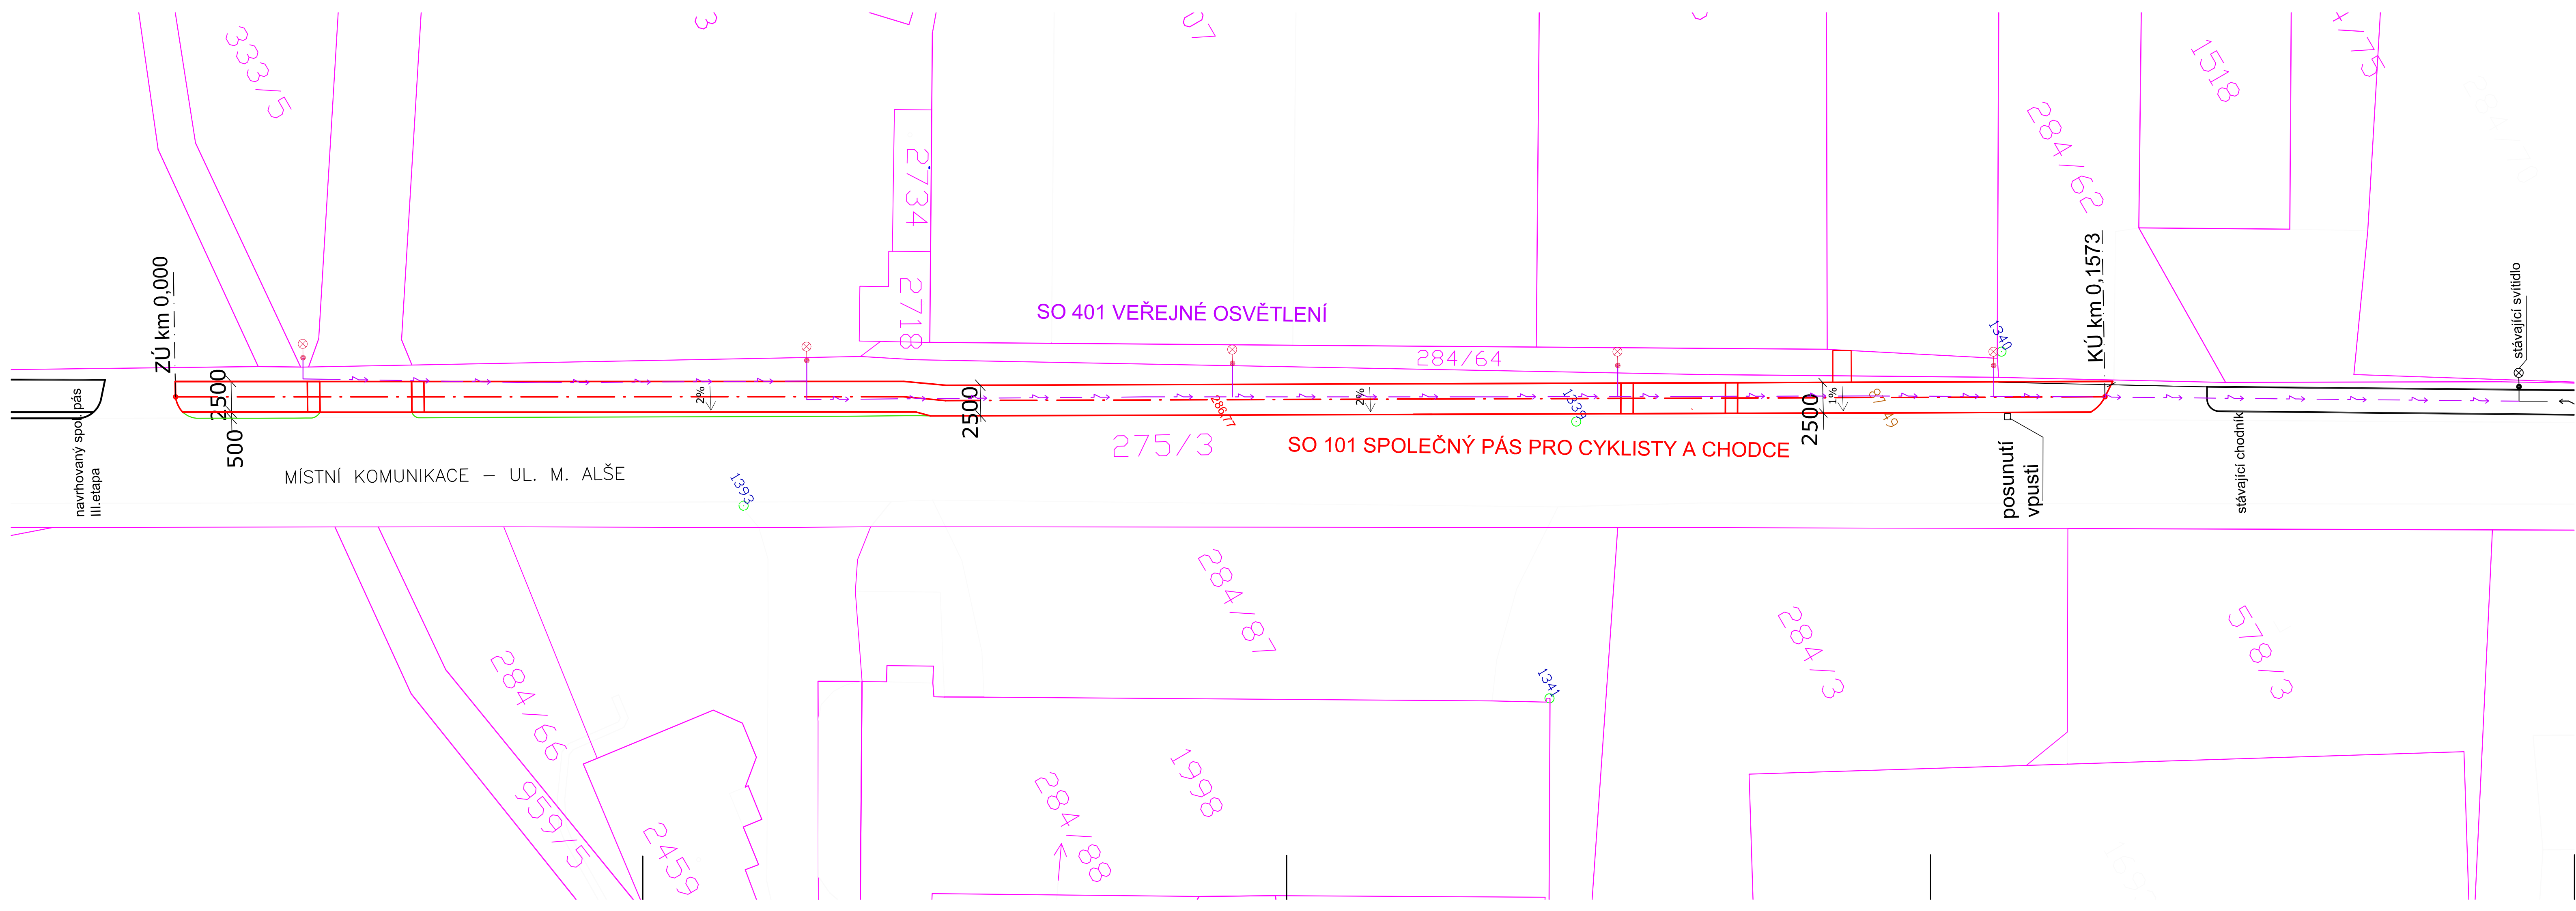 333/5
1518
284/62
2734
2718
ZÚ km 0,000
KÚ km 0,1573
SO 401 VEŘEJNÉ OSVĚTLENÍ
284/64
1340
stávající svítidlo
navrhovaný spol. pás
III.etapa
2500
500
2%
2500
286,77
2%
1339
2500
1%
275/3
SO 101 SPOLEČNÝ PÁS PRO CYKLISTY A CHODCE
MÍSTNÍ KOMUNIKACE – UL. M. ALŠE
1393
posunutí
vpusti
stávající chodník
284/87
284/66
284/3
578/3
1341
959/5
2459
284/88
1998